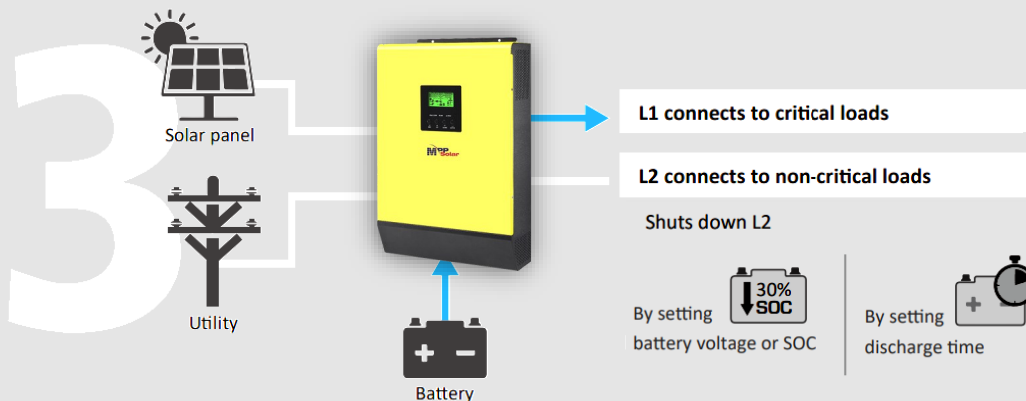 3
Solar panel
Utility
MPP
Solar
Battery
L1 connects to critical loads
L2 connects to non-critical loads
Shuts down L2
By setting
30%
SOC
battery voltage or SOC
By setting
discharge time